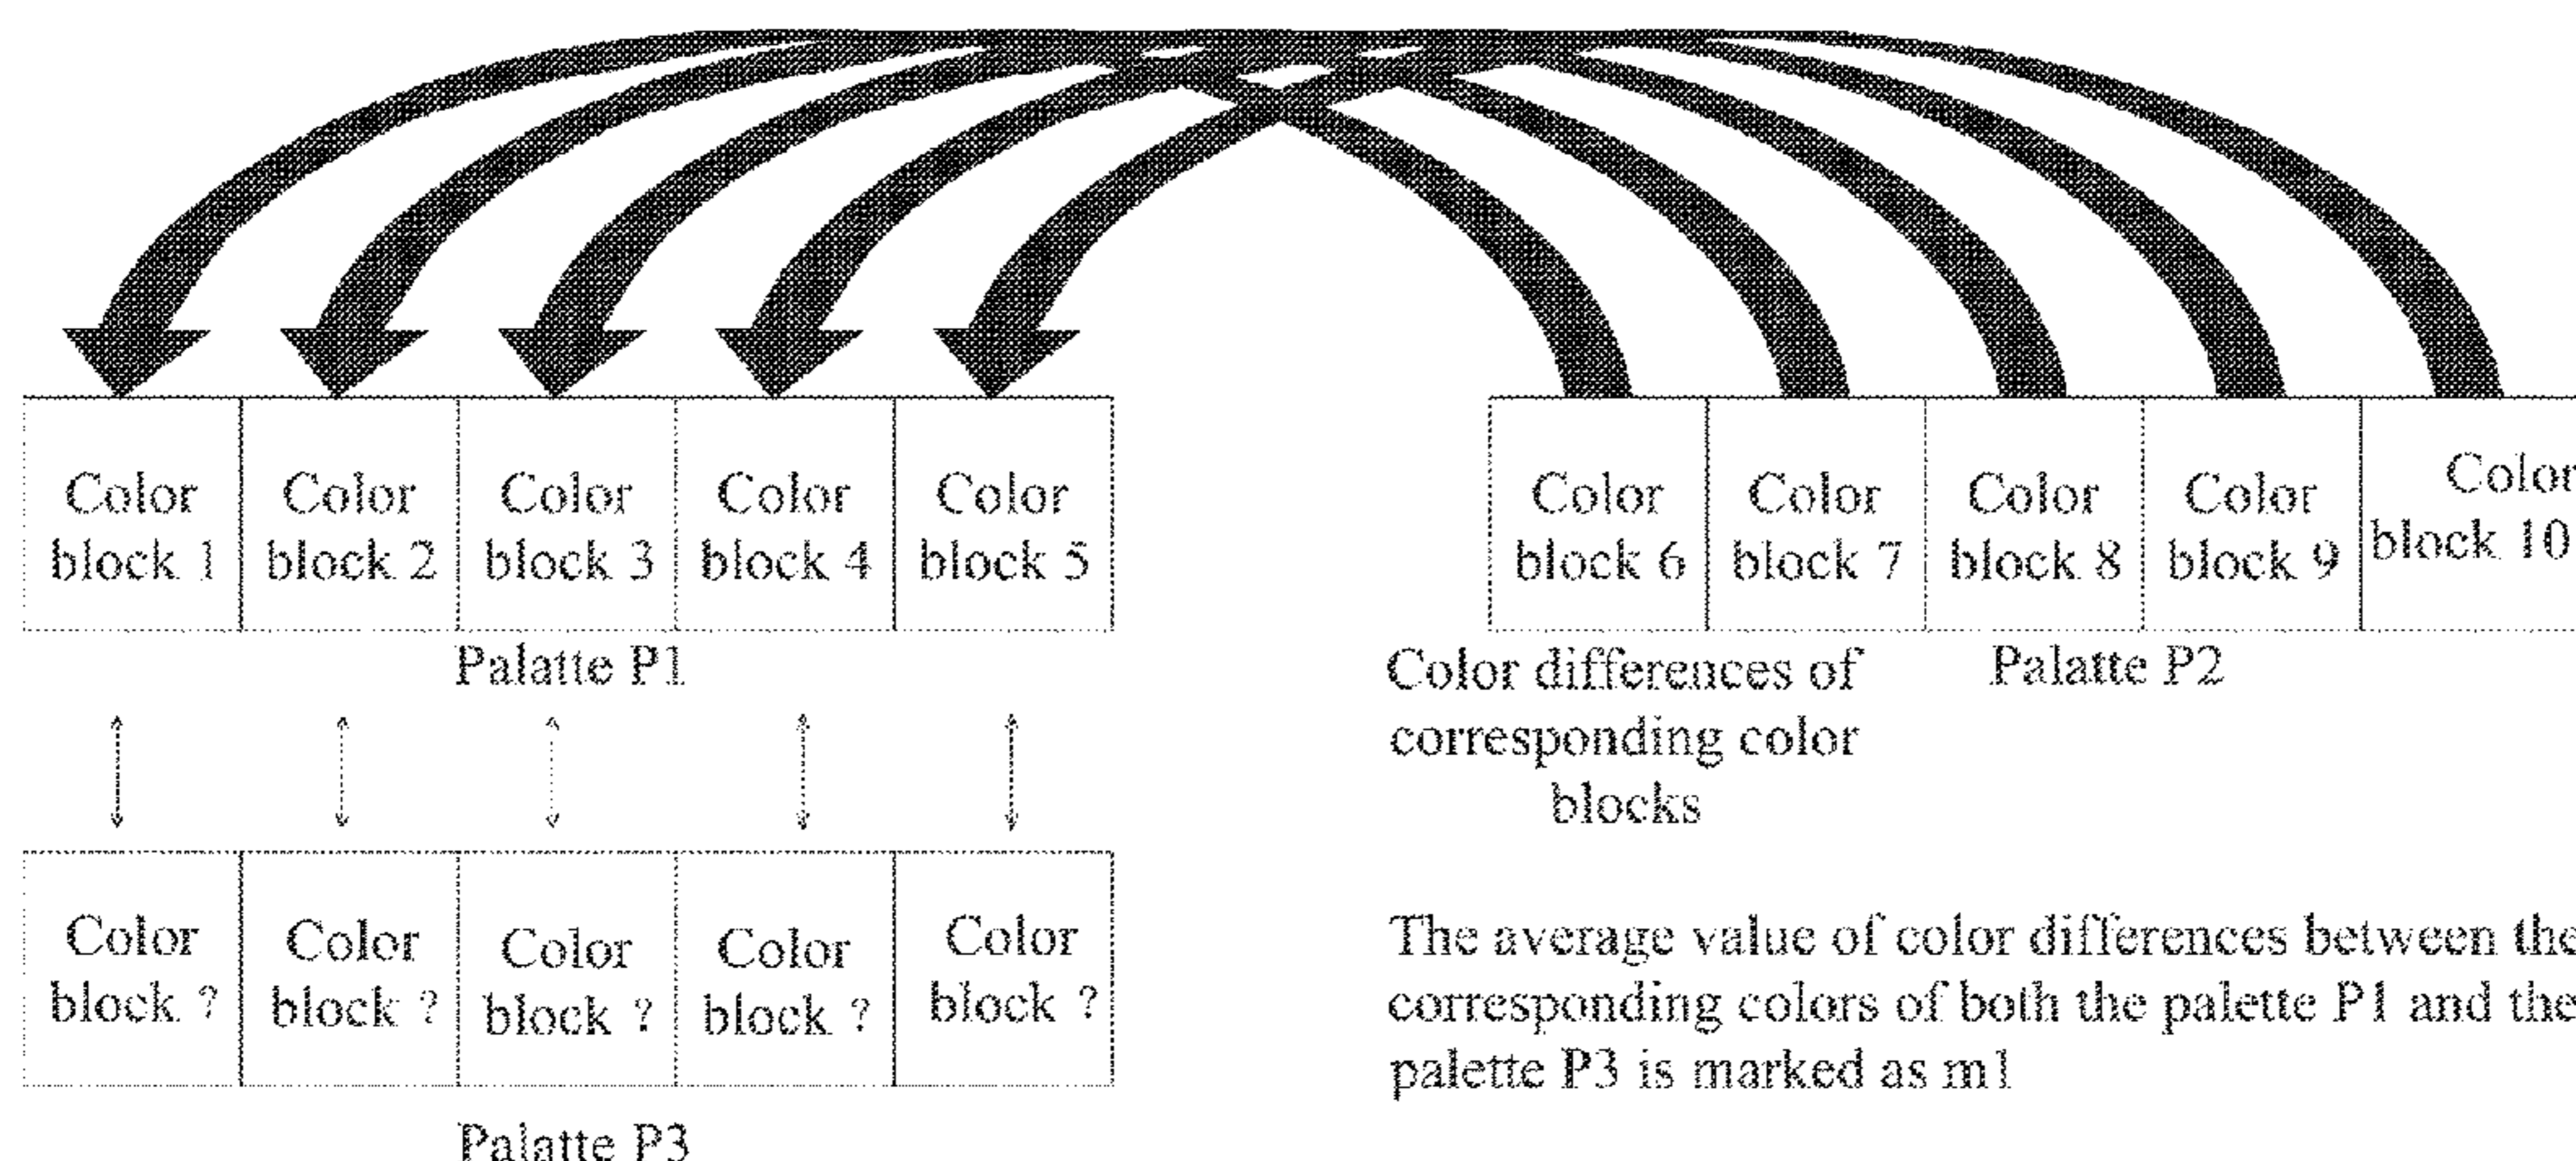 Color
block 1
Color
block 2
Color
block 3
Color
block 4
Color
block 5
Color
block 6
Color
block 7
Color
block 8
Color
block 9
Color
block 10
Palatte P1
Palatte P2
Color differences of
corresponding color
blocks
Color
block ?
Color
block ?
Color
block ?
Color
block ?
Color
block ?
The average value of color differences between the
corresponding colors of both the palette P1 and the
palette P3 is marked as m1
Palatte P3